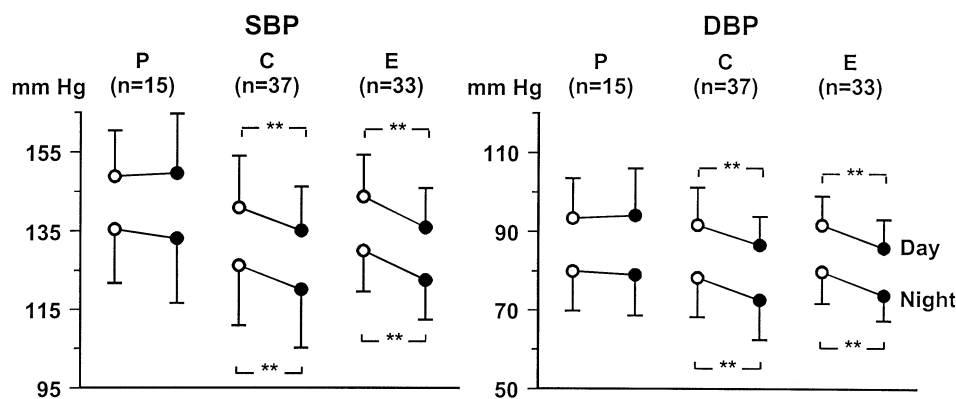 SBP DBP
P C E P C E
mm Hg (n=15) (n=37) (n=33) mm Hg (n=15) (n=37) (n=33)
** **
155 110
** **
135 90 Day
115 70 Night
** **
** **
95 50